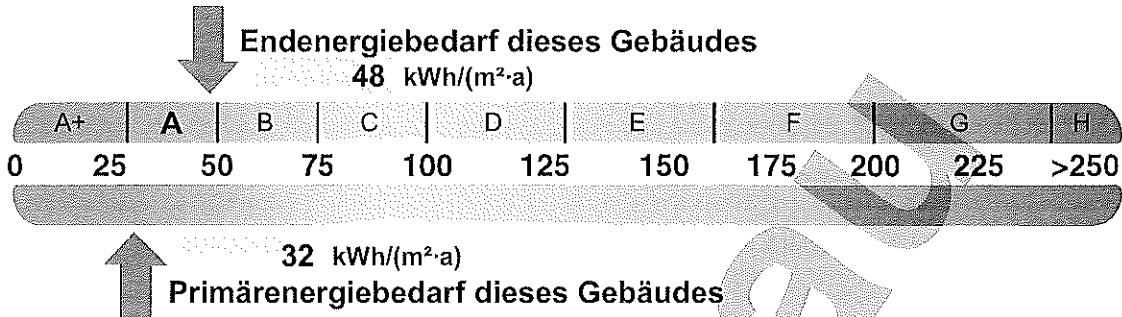 Endenergiebedarf dieses Gebäudes
48 kWh/(m²·a)
A+ A B C D E F G H
0 25 50 75 100 125 150 175 200 225 >250
32 kWh/(m²·a)
Primärenergiebedarf dieses Gebäudes